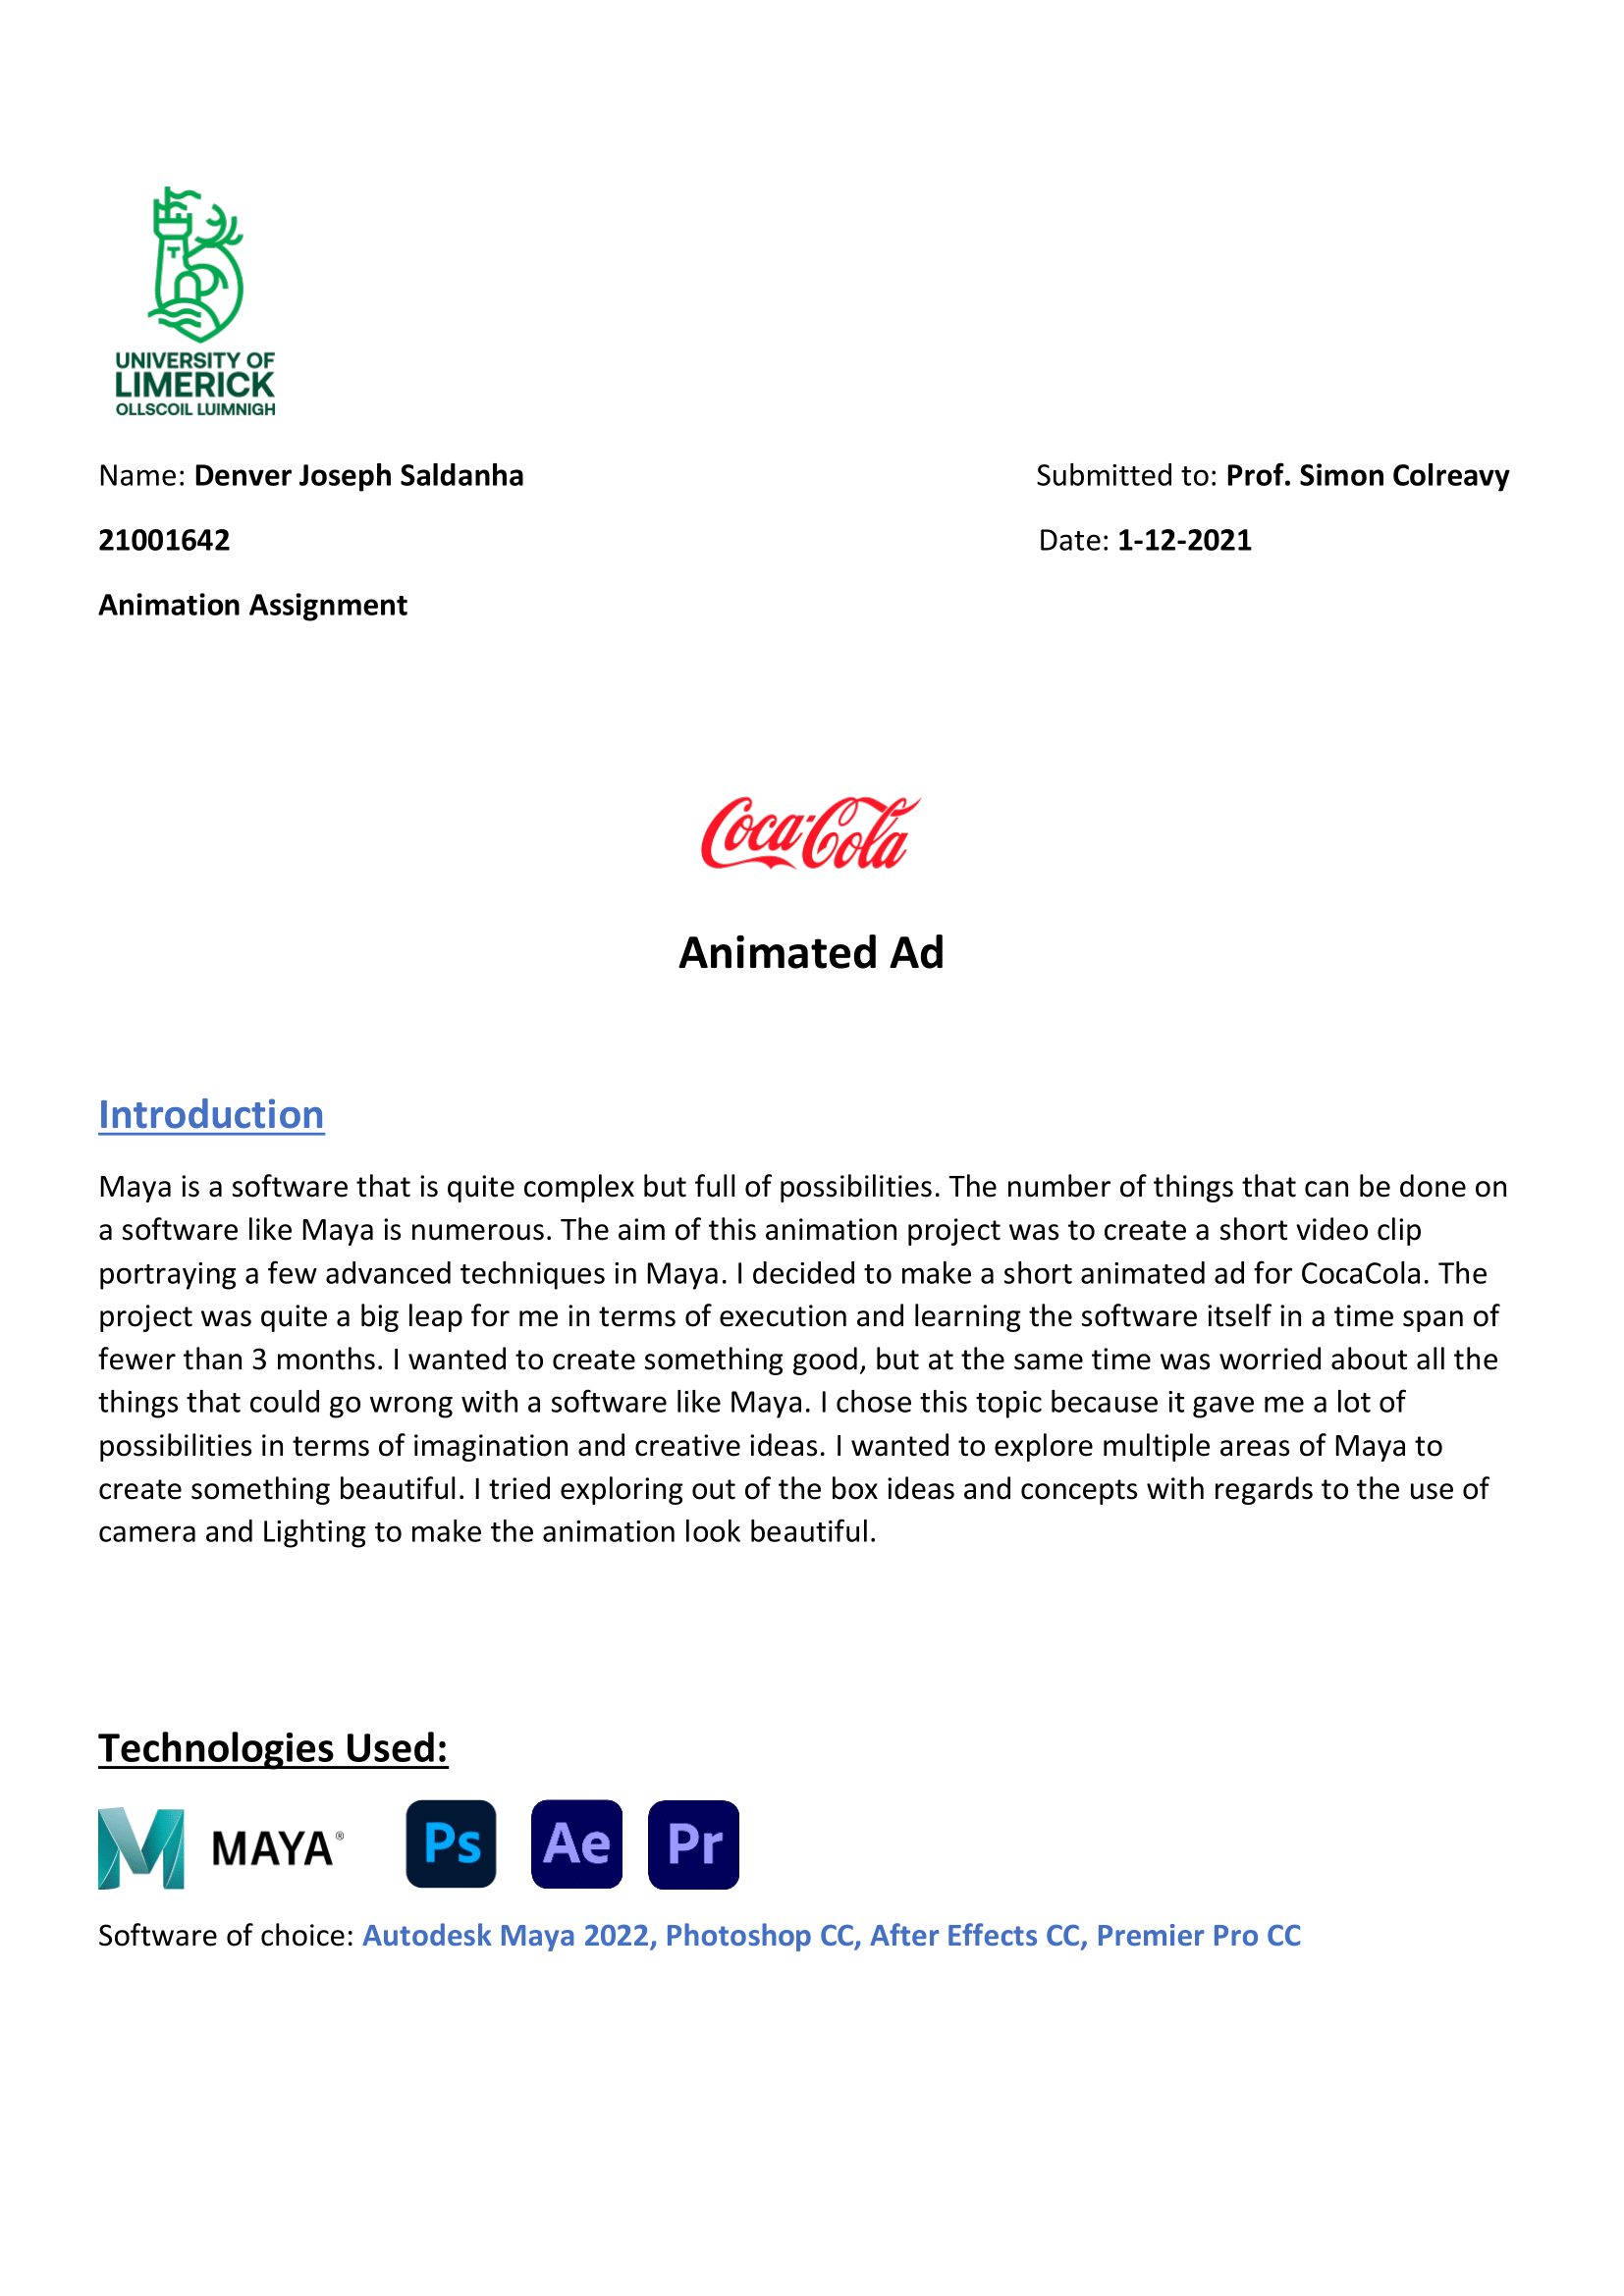 UNIVERSITY OF
LIMERICK
OLLSCOIL LUIMNIGH
Name: Denver Joseph Saldanha Submitted to: Prof. Simon Colreavy
21001642 Date: 1-12-2021
Animation Assignment
Coca-Cola
Animated Ad
Introduction
Maya is a software that is quite complex but full of possibilities. The number of things that can be done on
a software like Maya is numerous. The aim of this animation project was to create a short video clip
portraying a few advanced techniques in Maya. I decided to make a short animated ad for CocaCola. The
project was quite a big leap for me in terms of execution and learning the software itself in a time span of
fewer than 3 months. I wanted to create something good, but at the same time was worried about all the
things that could go wrong with a software like Maya. I chose this topic because it gave me a lot of
possibilities in terms of imagination and creative ideas. I wanted to explore multiple areas of Maya to
create something beautiful. I tried exploring out of the box ideas and concepts with regards to the use of
camera and Lighting to make the animation look beautiful.
Technologies Used:
M MAYA® Ps Ae Pr
Software of choice: Autodesk Maya 2022, Photoshop CC, After Effects CC, Premier Pro CC